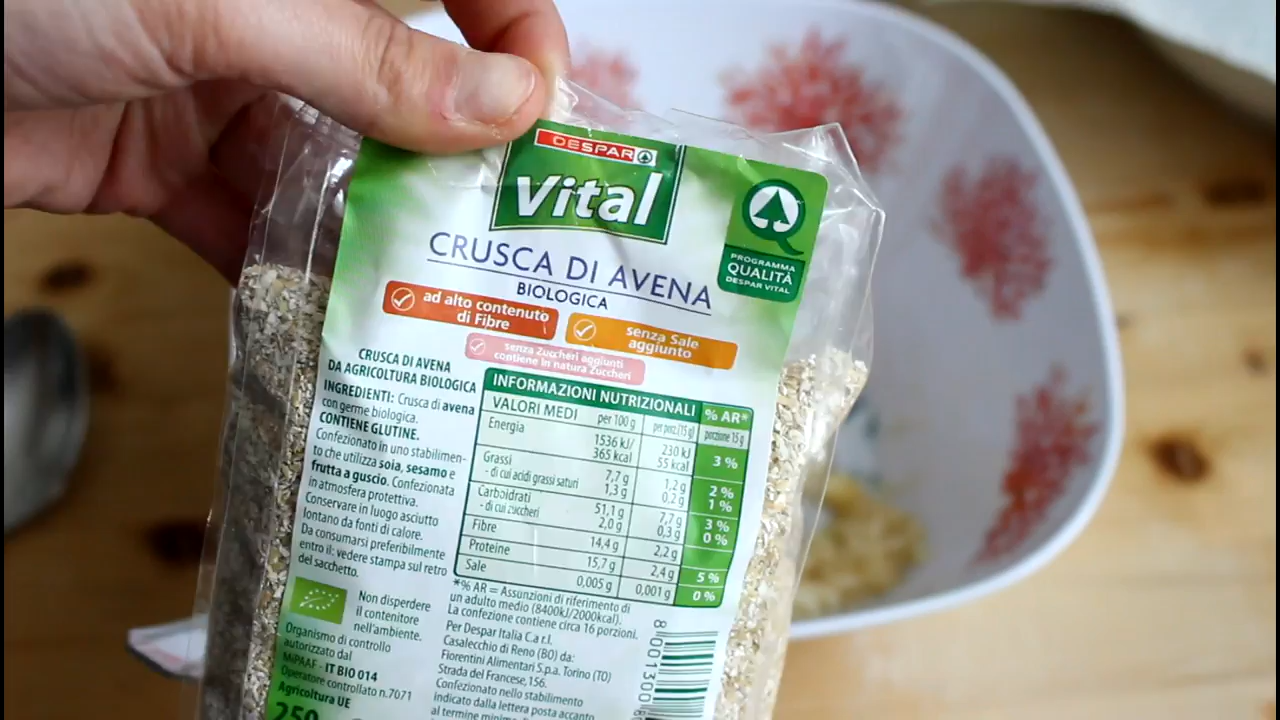 DESPAR
Vital
CRUSCA DI AVENA
BIOLOGICA
PROGRAMMA
QUALITÀ
DESPAR VITAL
ad alto contenuto
di Fibre
senza Sale
aggiunto
senza Zuccheri aggiunti
contiene in natura Zuccheri
CRUSCA DI AVENA
DA AGRICOLTURA BIOLOGICA
INGREDIENTI: Crusca di avena
con germe biologica.
CONTIENE GLUTINE.
Confezionato in uno stabilimen-
to che utilizza soia, sesamo e
frutta a guscio. Confezionata
in atmosfera protettiva.
Conservare in luogo asciutto
lontano da fonti di calore.
Da consumarsi preferibilmente
entro il: vedere stampa sul retro
del sacchetto.
INFORMAZIONI NUTRIZIONALI % AR*
VALORI MEDI per 100 g per porz.(15 g) porzione 15 g
Energia 1536 kJ/ 230 kJ
365 kcal 55 kcal 3 %
Grassi 7,7 g 1,2 g 2 %
- di cui acidi grassi saturi 1,3 g 0,2 g 1 %
Carboidrati 51,1 g 7,7 g 3 %
- di cui zuccheri 2,0 g 0,3 g 0 %
Fibre 14,4 g 2,2 g
Proteine 15,7 g 2,4 g 5 %
Sale 0,005 g 0,001 g 0 %
*% AR = Assunzioni di riferimento di
un adulto medio (8400kJ/2000kcal).
La confezione contiene circa 16 porzioni.
Non disperdere
il contenitore
nell'ambiente.
Organismo di controllo
autorizzato dal
MiPAAF - IT BIO 014
Operatore controllato n.7071
Agricoltura UE
250
Per Despar Italia C.a r.l.
Casalecchio di Reno (BO) da:
Fiorentini Alimentari S.p.a. Torino (TO)
Strada del Francese, 156.
Confezionato nello stabilimento
indicato dalla lettera posta accanto
al termine
8 001300